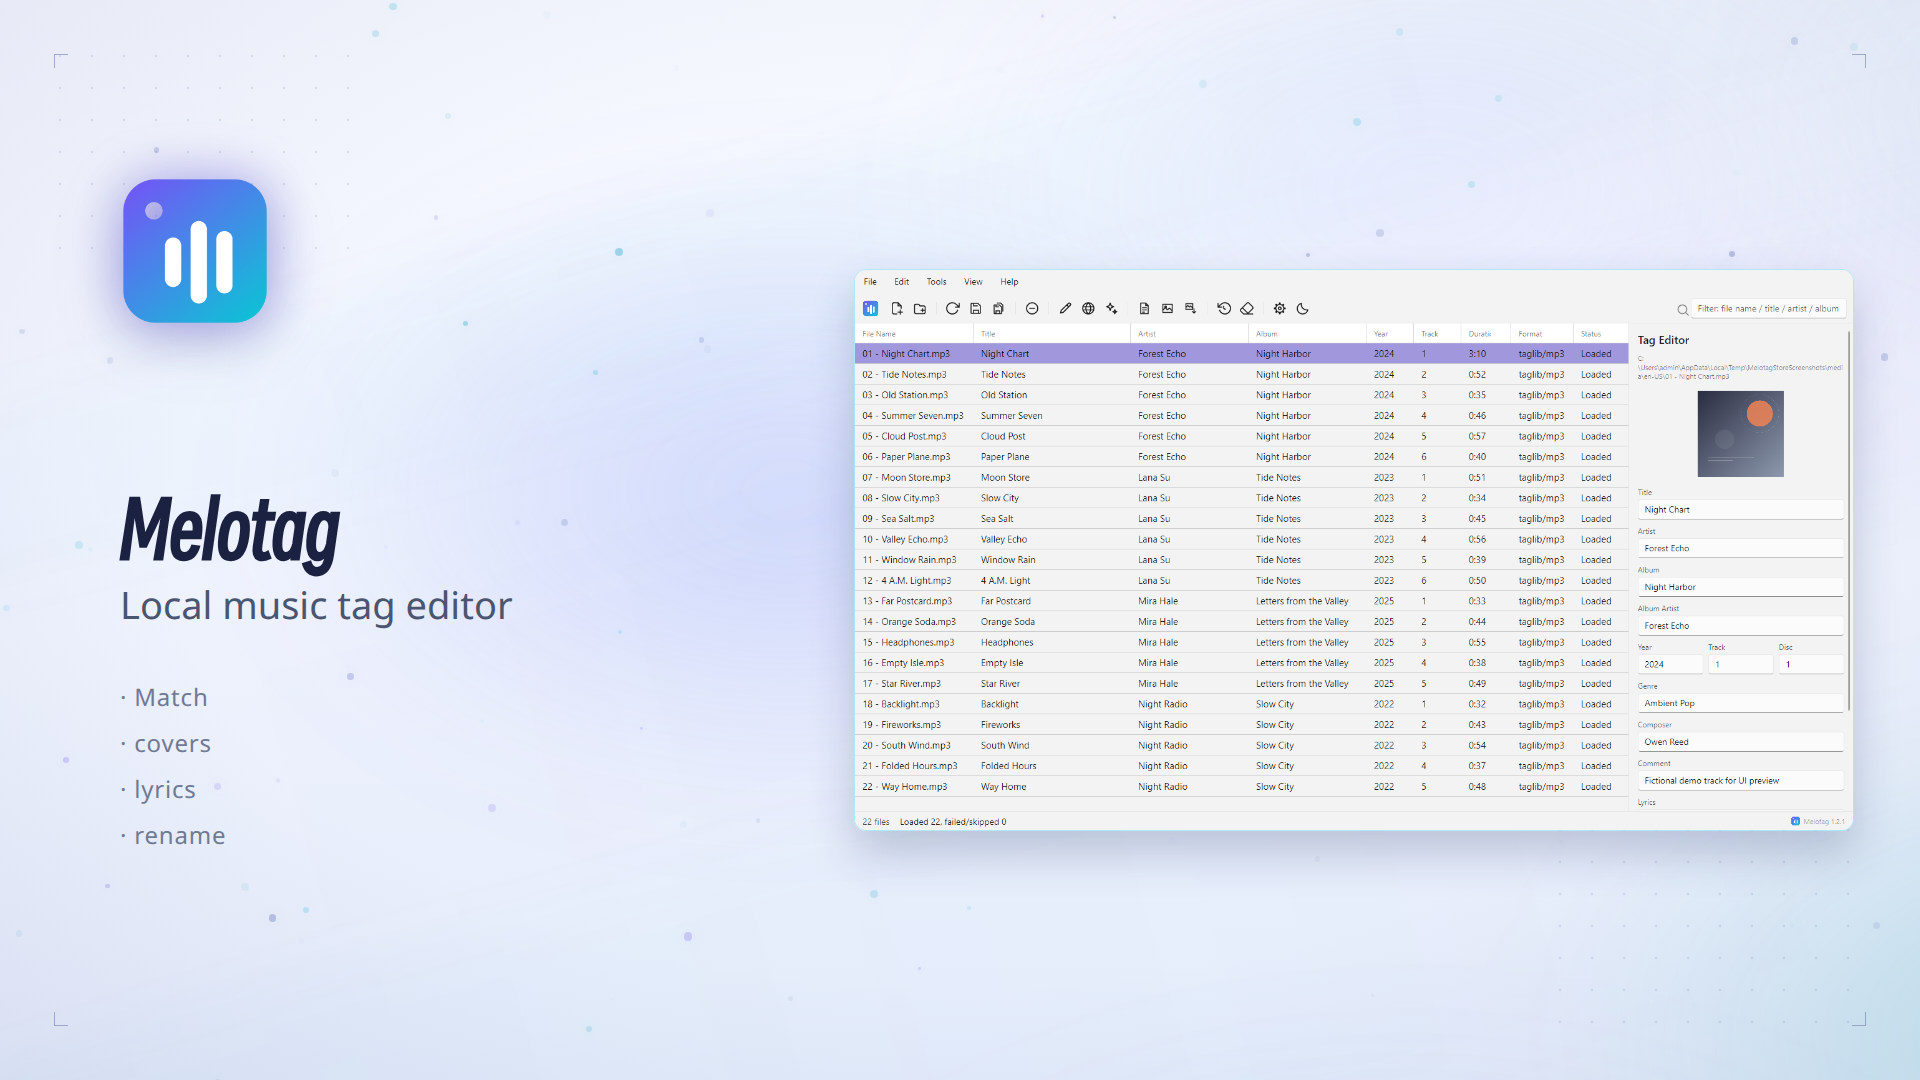 Melotag
Local music tag editor
· Match
· covers
· lyrics
· rename
File Edit Tools View Help
Filter: file name / title / artist / album
File Name Title Artist Album Year Track Duratic Format Status
01 - Night Chart.mp3 Night Chart Forest Echo Night Harbor 2024 1 3:10 taglib/mp3 Loaded
02 - Tide Notes.mp3 Tide Notes Forest Echo Night Harbor 2024 2 0:52 taglib/mp3 Loaded
03 - Old Station.mp3 Old Station Forest Echo Night Harbor 2024 3 0:35 taglib/mp3 Loaded
04 - Summer Seven.mp3 Summer Seven Forest Echo Night Harbor 2024 4 0:46 taglib/mp3 Loaded
05 - Cloud Post.mp3 Cloud Post Forest Echo Night Harbor 2024 5 0:57 taglib/mp3 Loaded
06 - Paper Plane.mp3 Paper Plane Forest Echo Night Harbor 2024 6 0:40 taglib/mp3 Loaded
07 - Moon Store.mp3 Moon Store Lana Su Tide Notes 2023 1 0:51 taglib/mp3 Loaded
08 - Slow City.mp3 Slow City Lana Su Tide Notes 2023 2 0:34 taglib/mp3 Loaded
09 - Sea Salt.mp3 Sea Salt Lana Su Tide Notes 2023 3 0:45 taglib/mp3 Loaded
10 - Valley Echo.mp3 Valley Echo Lana Su Tide Notes 2023 4 0:56 taglib/mp3 Loaded
11 - Window Rain.mp3 Window Rain Lana Su Tide Notes 2023 5 0:39 taglib/mp3 Loaded
12 - 4 A.M. Light.mp3 4 A.M. Light Lana Su Tide Notes 2023 6 0:50 taglib/mp3 Loaded
13 - Far Postcard.mp3 Far Postcard Mira Hale Letters from the Valley 2025 1 0:33 taglib/mp3 Loaded
14 - Orange Soda.mp3 Orange Soda Mira Hale Letters from the Valley 2025 2 0:44 taglib/mp3 Loaded
15 - Headphones.mp3 Headphones Mira Hale Letters from the Valley 2025 3 0:55 taglib/mp3 Loaded
16 - Empty Isle.mp3 Empty Isle Mira Hale Letters from the Valley 2025 4 0:38 taglib/mp3 Loaded
17 - Star River.mp3 Star River Mira Hale Letters from the Valley 2025 5 0:49 taglib/mp3 Loaded
18 - Backlight.mp3 Backlight Night Radio Slow City 2022 1 0:32 taglib/mp3 Loaded
19 - Fireworks.mp3 Fireworks Night Radio Slow City 2022 2 0:43 taglib/mp3 Loaded
20 - South Wind.mp3 South Wind Night Radio Slow City 2022 3 0:54 taglib/mp3 Loaded
21 - Folded Hours.mp3 Folded Hours Night Radio Slow City 2022 4 0:37 taglib/mp3 Loaded
22 - Way Home.mp3 Way Home Night Radio Slow City 2022 5 0:48 taglib/mp3 Loaded
22 files Loaded 22, failed/skipped 0
Tag Editor
C:
\Users\admin\AppData\Local\Temp\MelotagStoreScreenshots\medi
a\en-US\01 - Night Chart.mp3
Title
Night Chart
Artist
Forest Echo
Album
Night Harbor
Album Artist
Forest Echo
Year Track Disc
2024 1 1
Genre
Ambient Pop
Composer
Owen Reed
Comment
Fictional demo track for UI preview
Lyrics
Melotag 1.2.1